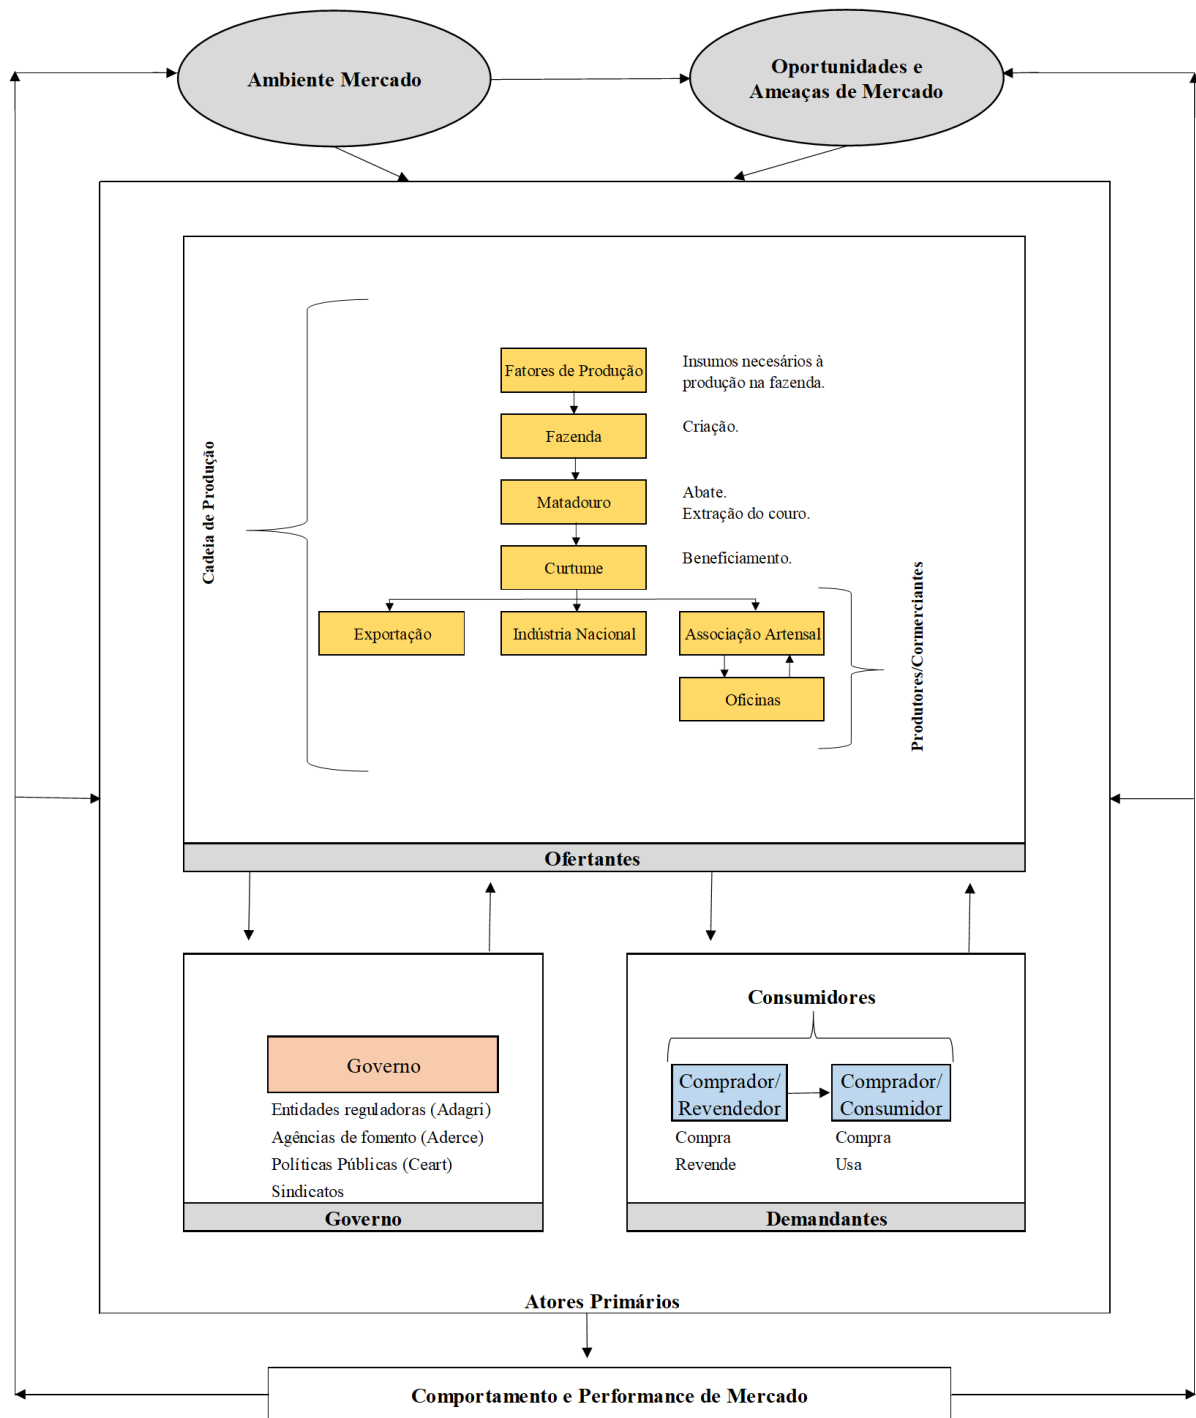 Ambiente Mercado
Oportunidades e
Ameaças de Mercado
Cadeia de Produção
Fatores de Produção
Insumos necesários à
produção na fazenda.
Fazenda
Criação.
Matadouro
Abate.
Extração do couro.
Curtume
Beneficiamento.
Exportação
Indústria Nacional
Associação Artensal
Oficinas
Produtores/Cormerciantes
Ofertantes
Governo
Entidades reguladoras (Adagri)
Agências de fomento (Aderce)
Políticas Públicas (Ceart)
Sindicatos
Governo
Consumidores
Comprador/
Revendedor
Compra
Revende
Comprador/
Consumidor
Compra
Usa
Demandantes
Atores Primários
Comportamento e Performance de Mercado